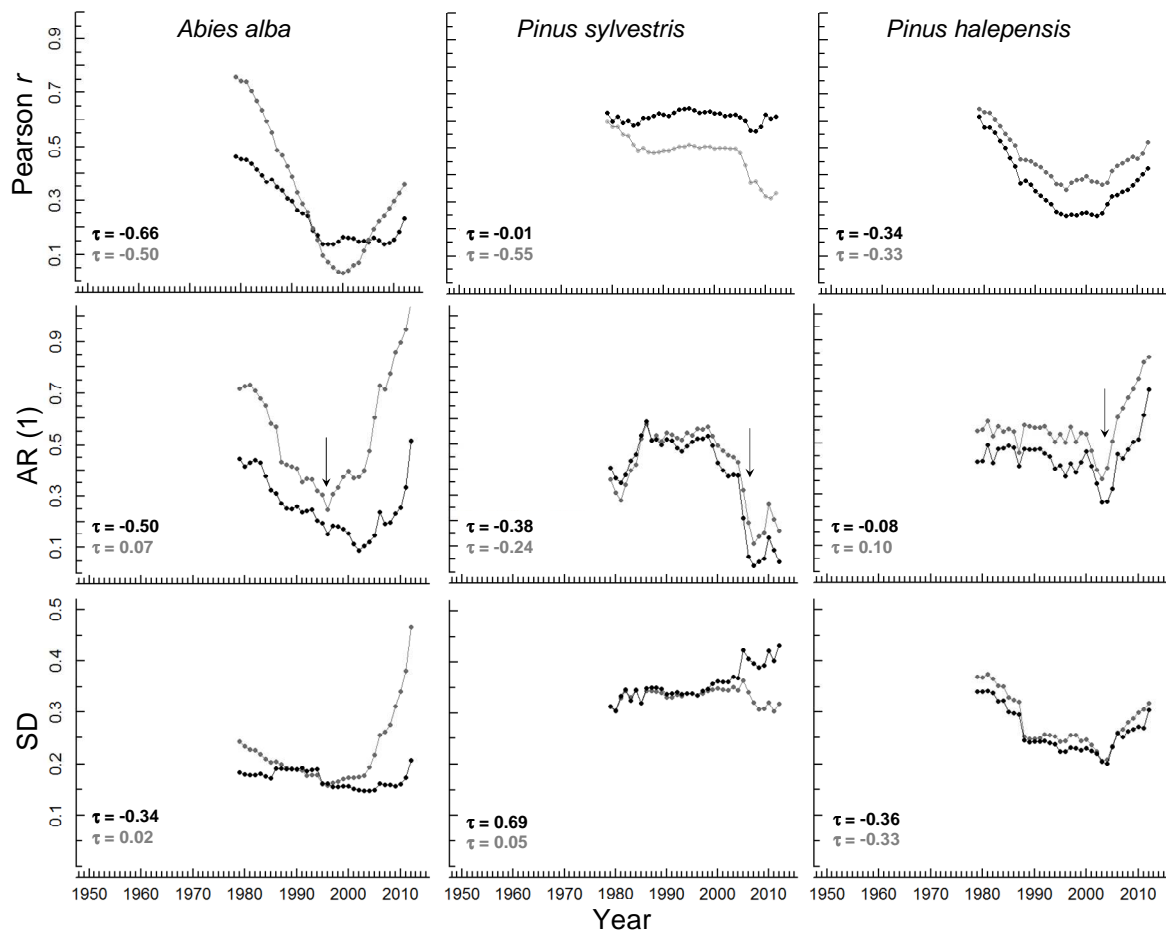 Abies alba
Pinus sylvestris
Pinus halepensis
Pearson r
0.1 0.3 0.5 0.7 0.9
τ = -0.66
τ = -0.50
τ = -0.01
τ = -0.55
τ = -0.34
τ = -0.33
AR (1)
0.1 0.3 0.5 0.7 0.9
τ = -0.50
τ = 0.07
τ = -0.38
τ = -0.24
τ = -0.08
τ = 0.10
SD
0.1 0.2 0.3 0.4 0.5
τ = -0.34
τ = 0.02
τ = 0.69
τ = 0.05
τ = -0.36
τ = -0.33
1950 1960 1970 1980 1990 2000 2010
1950 1960 1970 1980 1990 2000 2010
1950 1960 1970 1980 1990 2000 2010
Year